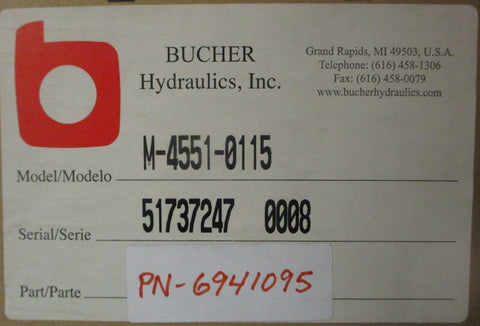 BUCHER
Hydraulics, Inc.
Grand Rapids, MI 49503, U.S.A.
Telephone: (616) 458-1306
Fax: (616) 458-0079
www.bucherhydraulics.com
Model/Modelo M-4551-0115
Serial/Serie 51737247 0008
Part/Parte PN-6941095